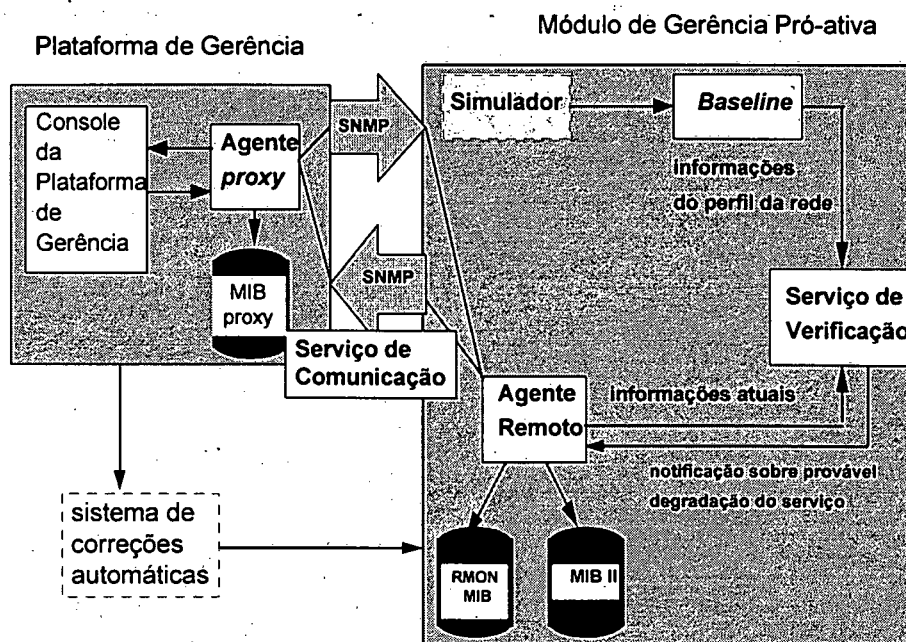 Plataforma de Gerência
Módulo de Gerência Pró-ativa
Console
da
Plataforma
de
Gerência
Agente
proxy
MIB
proxy
SNMP
SNMP
Serviço de
Comunicação
Simulador
Baseline
Informações
do perfil da rede
Serviço de
Verificação
Agente
Remoto
Informações atuais
notificação sobre provável
degradação do serviço
RMON
MIB
MIB II
sistema de
correções
automáticas